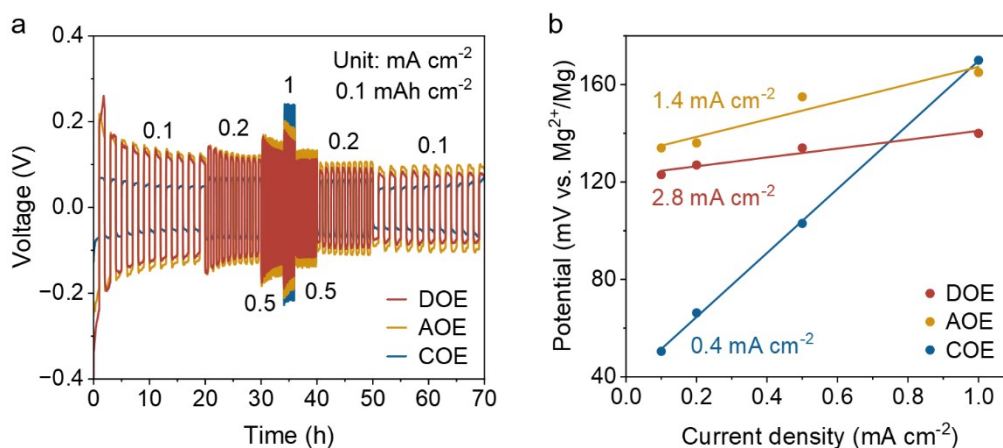 a
Voltage (V)
0.4
0.2
0.0
−0.2
−0.4
Unit: mA cm⁻²
0.1 mAh cm⁻²
0.1
0.2
1
0.2
0.1
0.5
0.5
DOE
AOE
COE
0 10 20 30 40 50 60 70
Time (h)
b
Potential (mV vs. Mg²⁺/Mg)
160
120
80
40
1.4 mA cm⁻²
2.8 mA cm⁻²
0.4 mA cm⁻²
DOE
AOE
COE
0.0 0.2 0.4 0.6 0.8 1.0
Current density (mA cm⁻²)